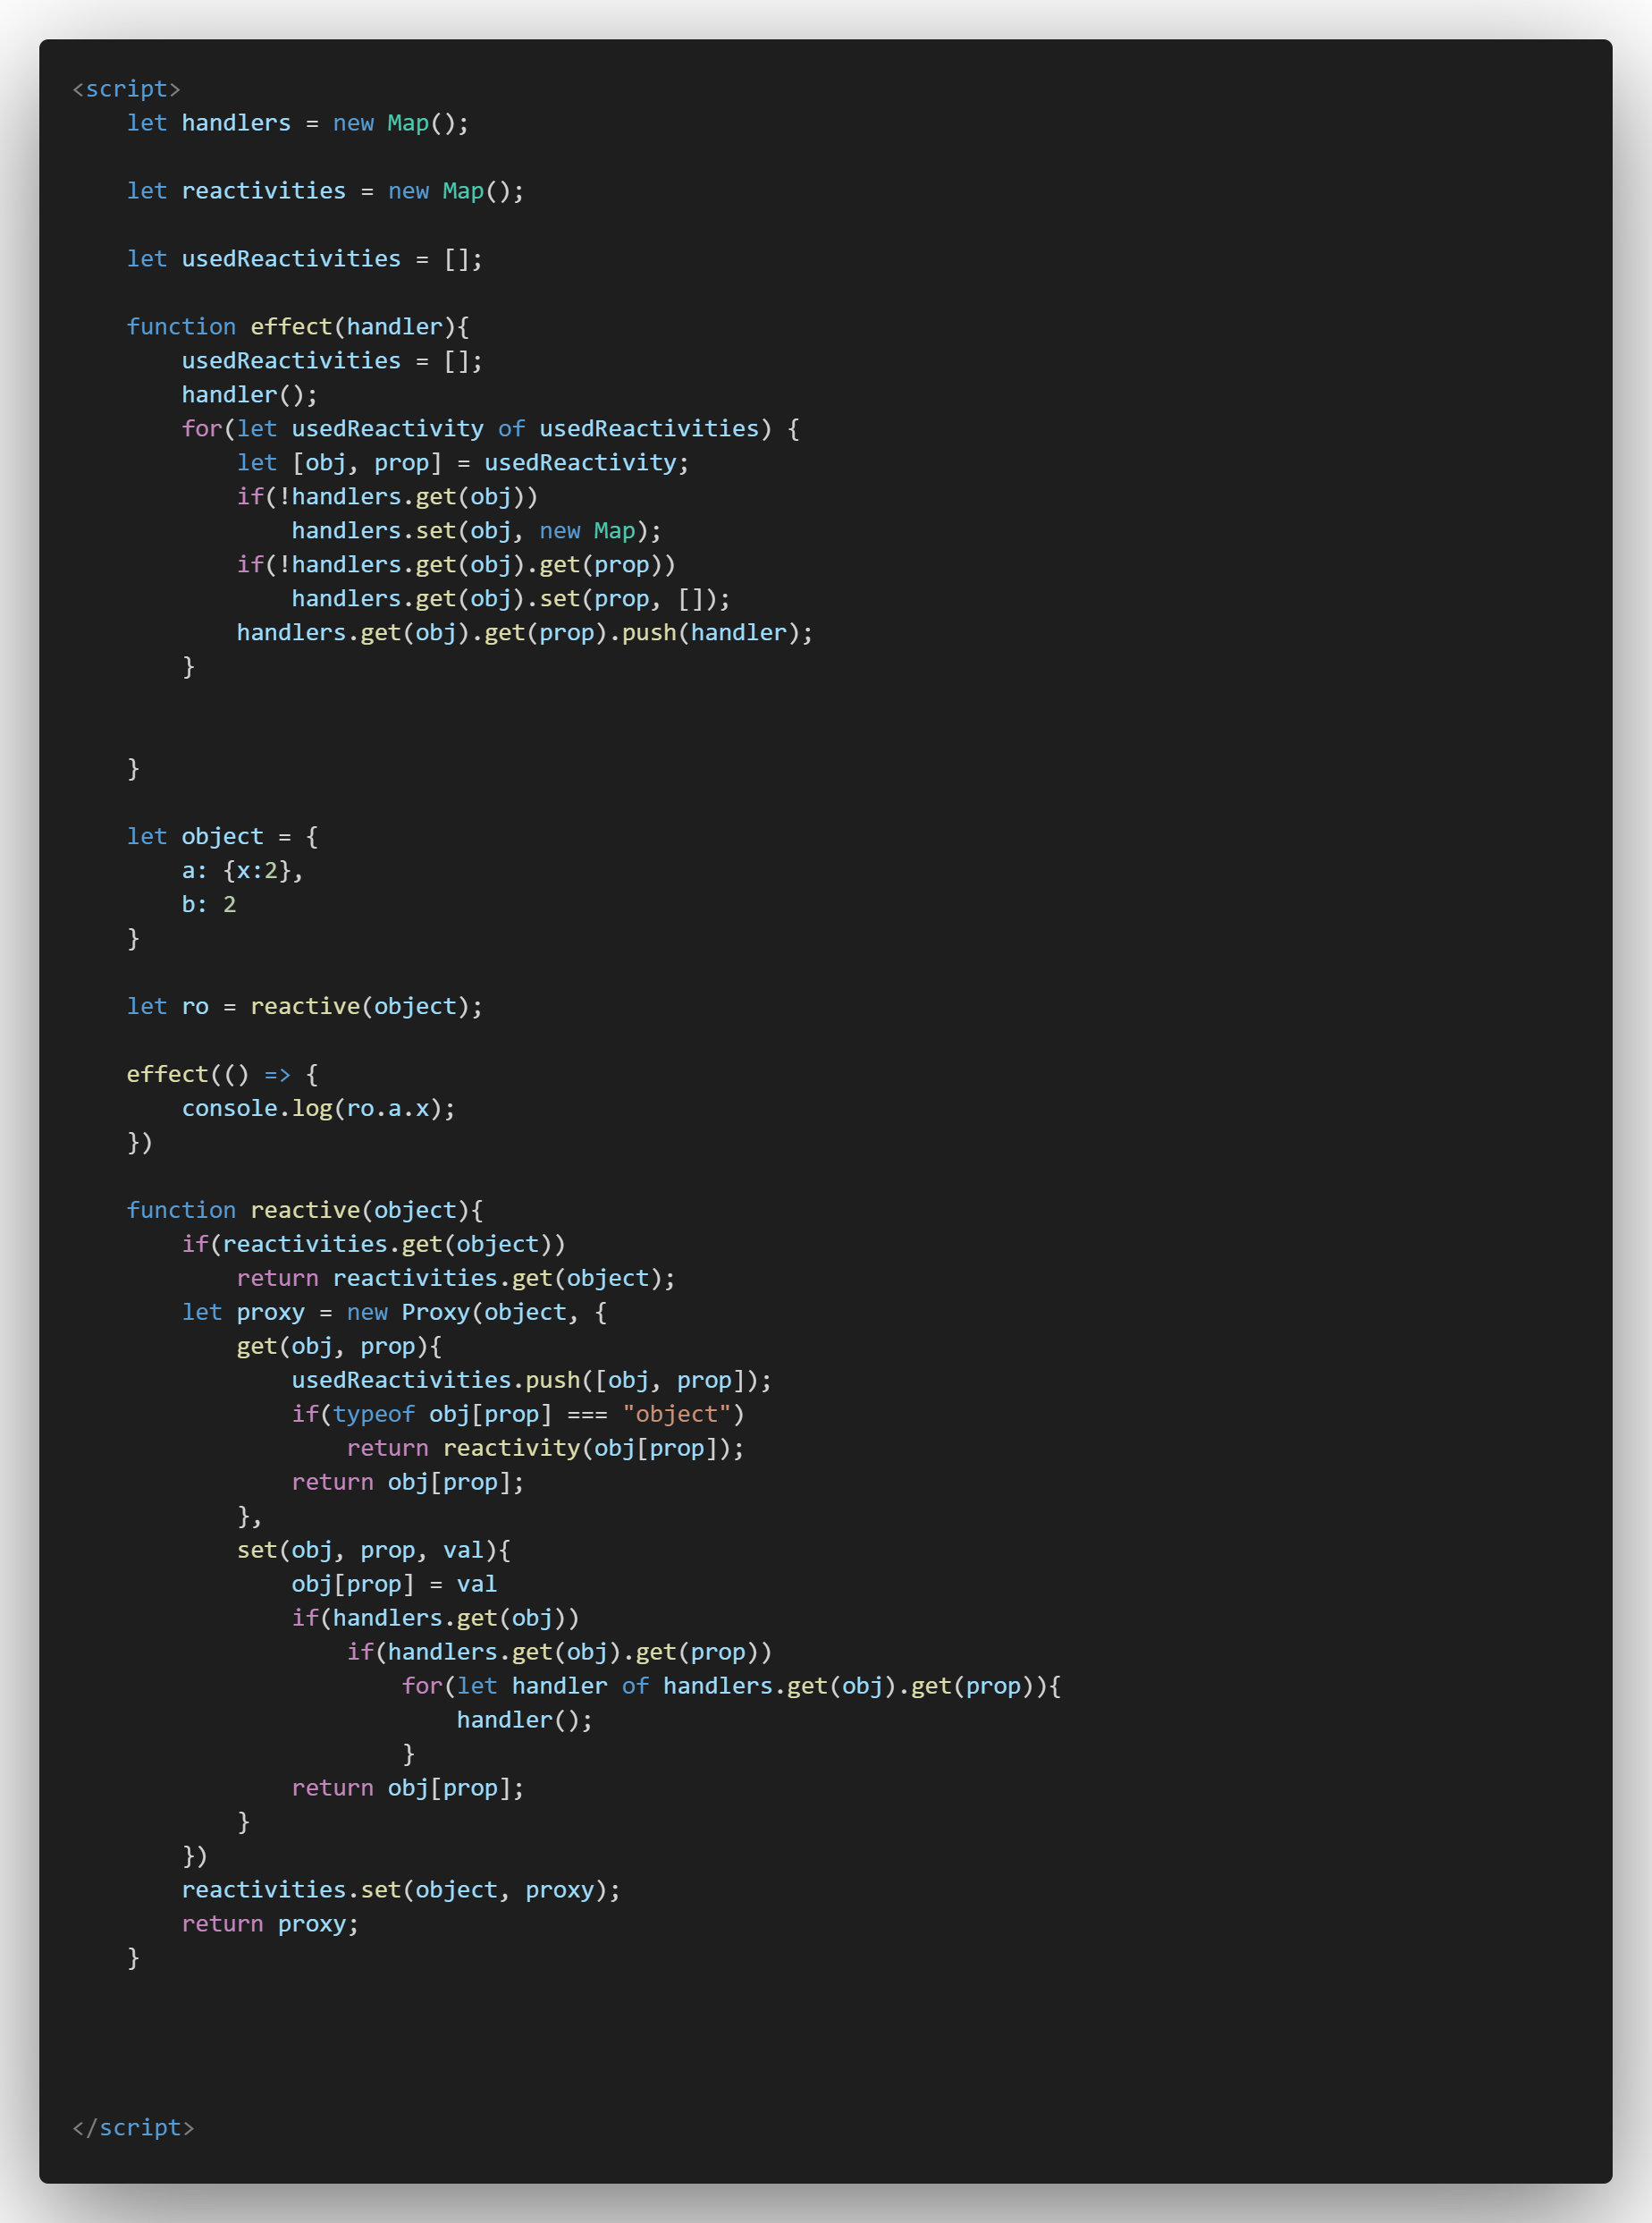 <script>
    let handlers = new Map();

    let reactivities = new Map();

    let usedReactivities = [];

    function effect(handler){
        usedReactivities = [];
        handler();
        for(let usedReactivity of usedReactivities) {
            let [obj, prop] = usedReactivity;
            if(!handlers.get(obj))
                handlers.set(obj, new Map);
            if(!handlers.get(obj).get(prop))
                handlers.get(obj).set(prop, []);
            handlers.get(obj).get(prop).push(handler);
        }


    }

    let object = {
        a: {x:2},
        b: 2
    }

    let ro = reactive(object);

    effect(() => {
        console.log(ro.a.x);
    })

    function reactive(object){
        if(reactivities.get(object))
            return reactivities.get(object);
        let proxy = new Proxy(object, {
            get(obj, prop){
                usedReactivities.push([obj, prop]);
                if(typeof obj[prop] === "object")
                    return reactivity(obj[prop]);
                return obj[prop];
            },
            set(obj, prop, val){
                obj[prop] = val
                if(handlers.get(obj))
                    if(handlers.get(obj).get(prop))
                        for(let handler of handlers.get(obj).get(prop)){
                            handler();
                        }
                return obj[prop];
            }
        })
        reactivities.set(object, proxy);
        return proxy;
    }




</script>